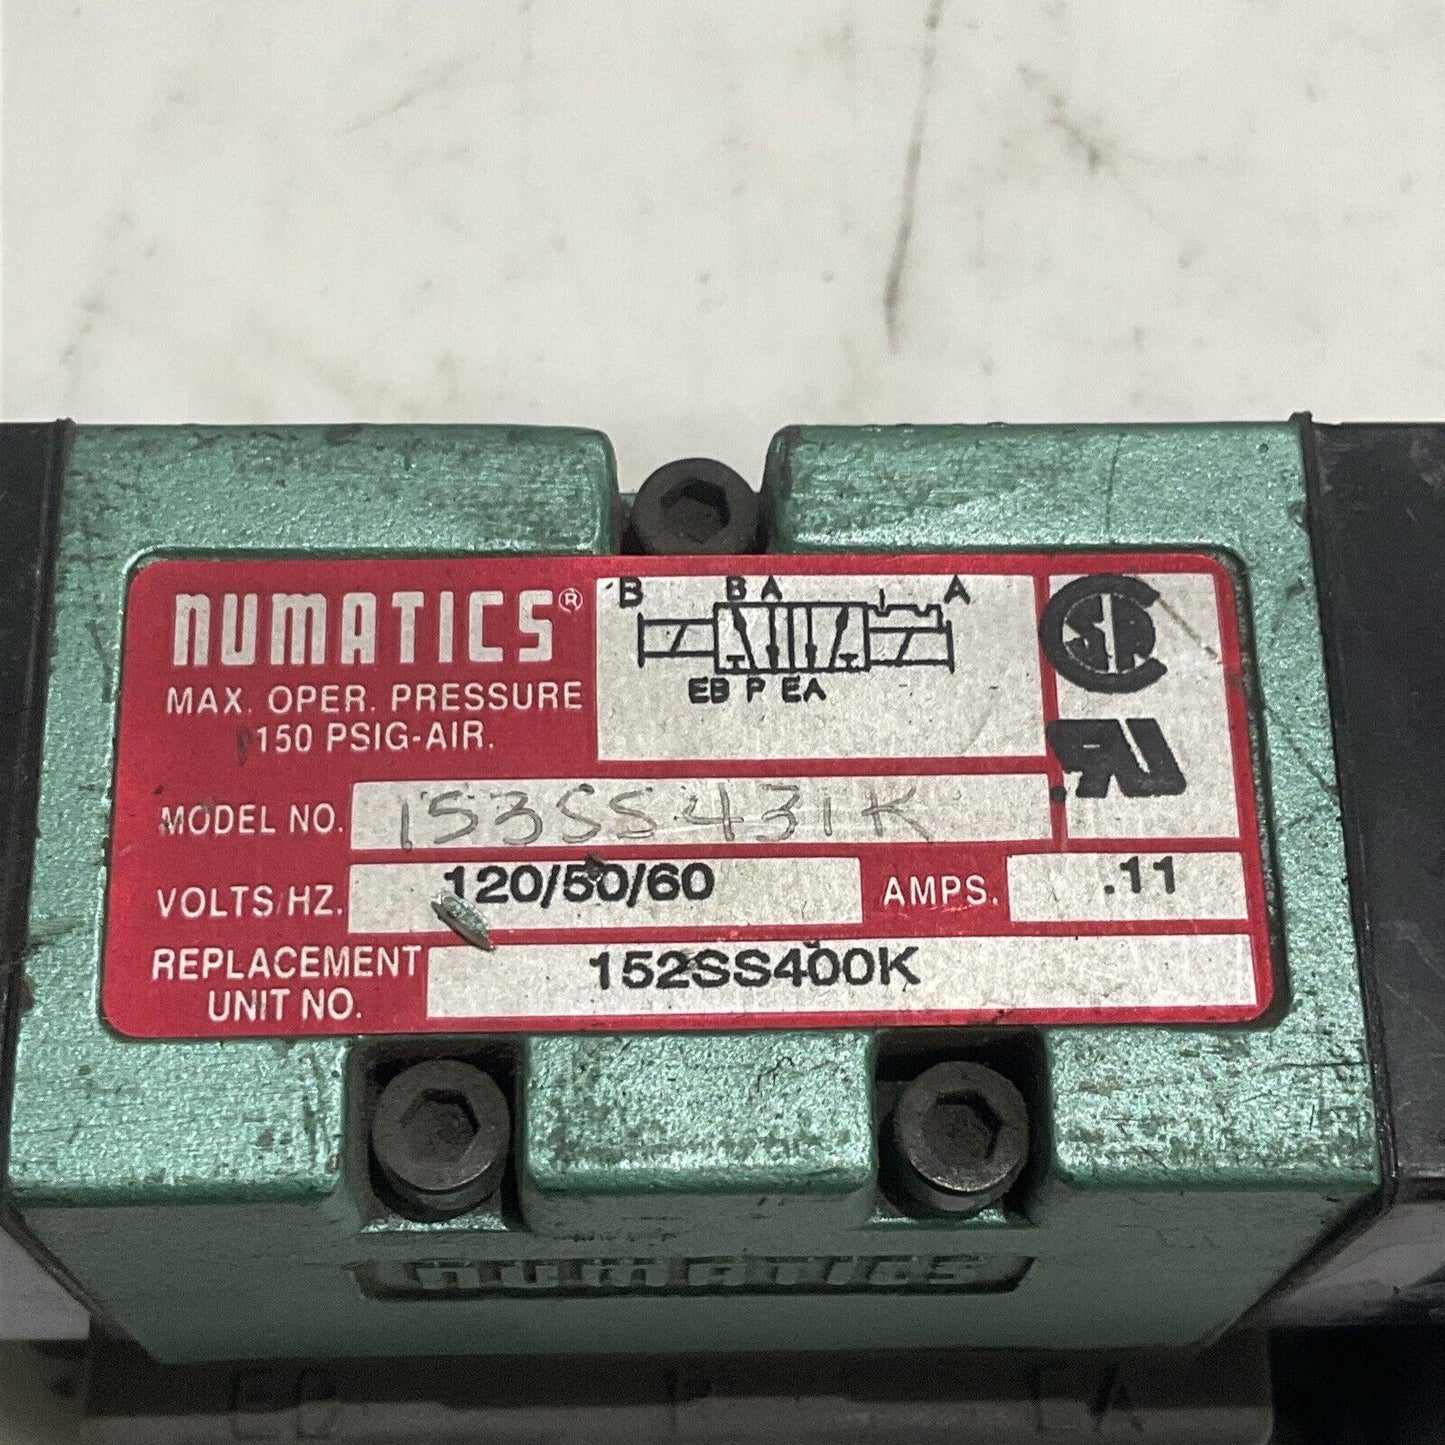 NUMATICS®
B B A A
EB P EA
MAX. OPER. PRESSURE
150 PSIG-AIR.
MODEL NO. 153SS431K
VOLTS/HZ. 120/50/60 AMPS. .11
REPLACEMENT
UNIT NO. 152SS400K
NUMATICS
EA